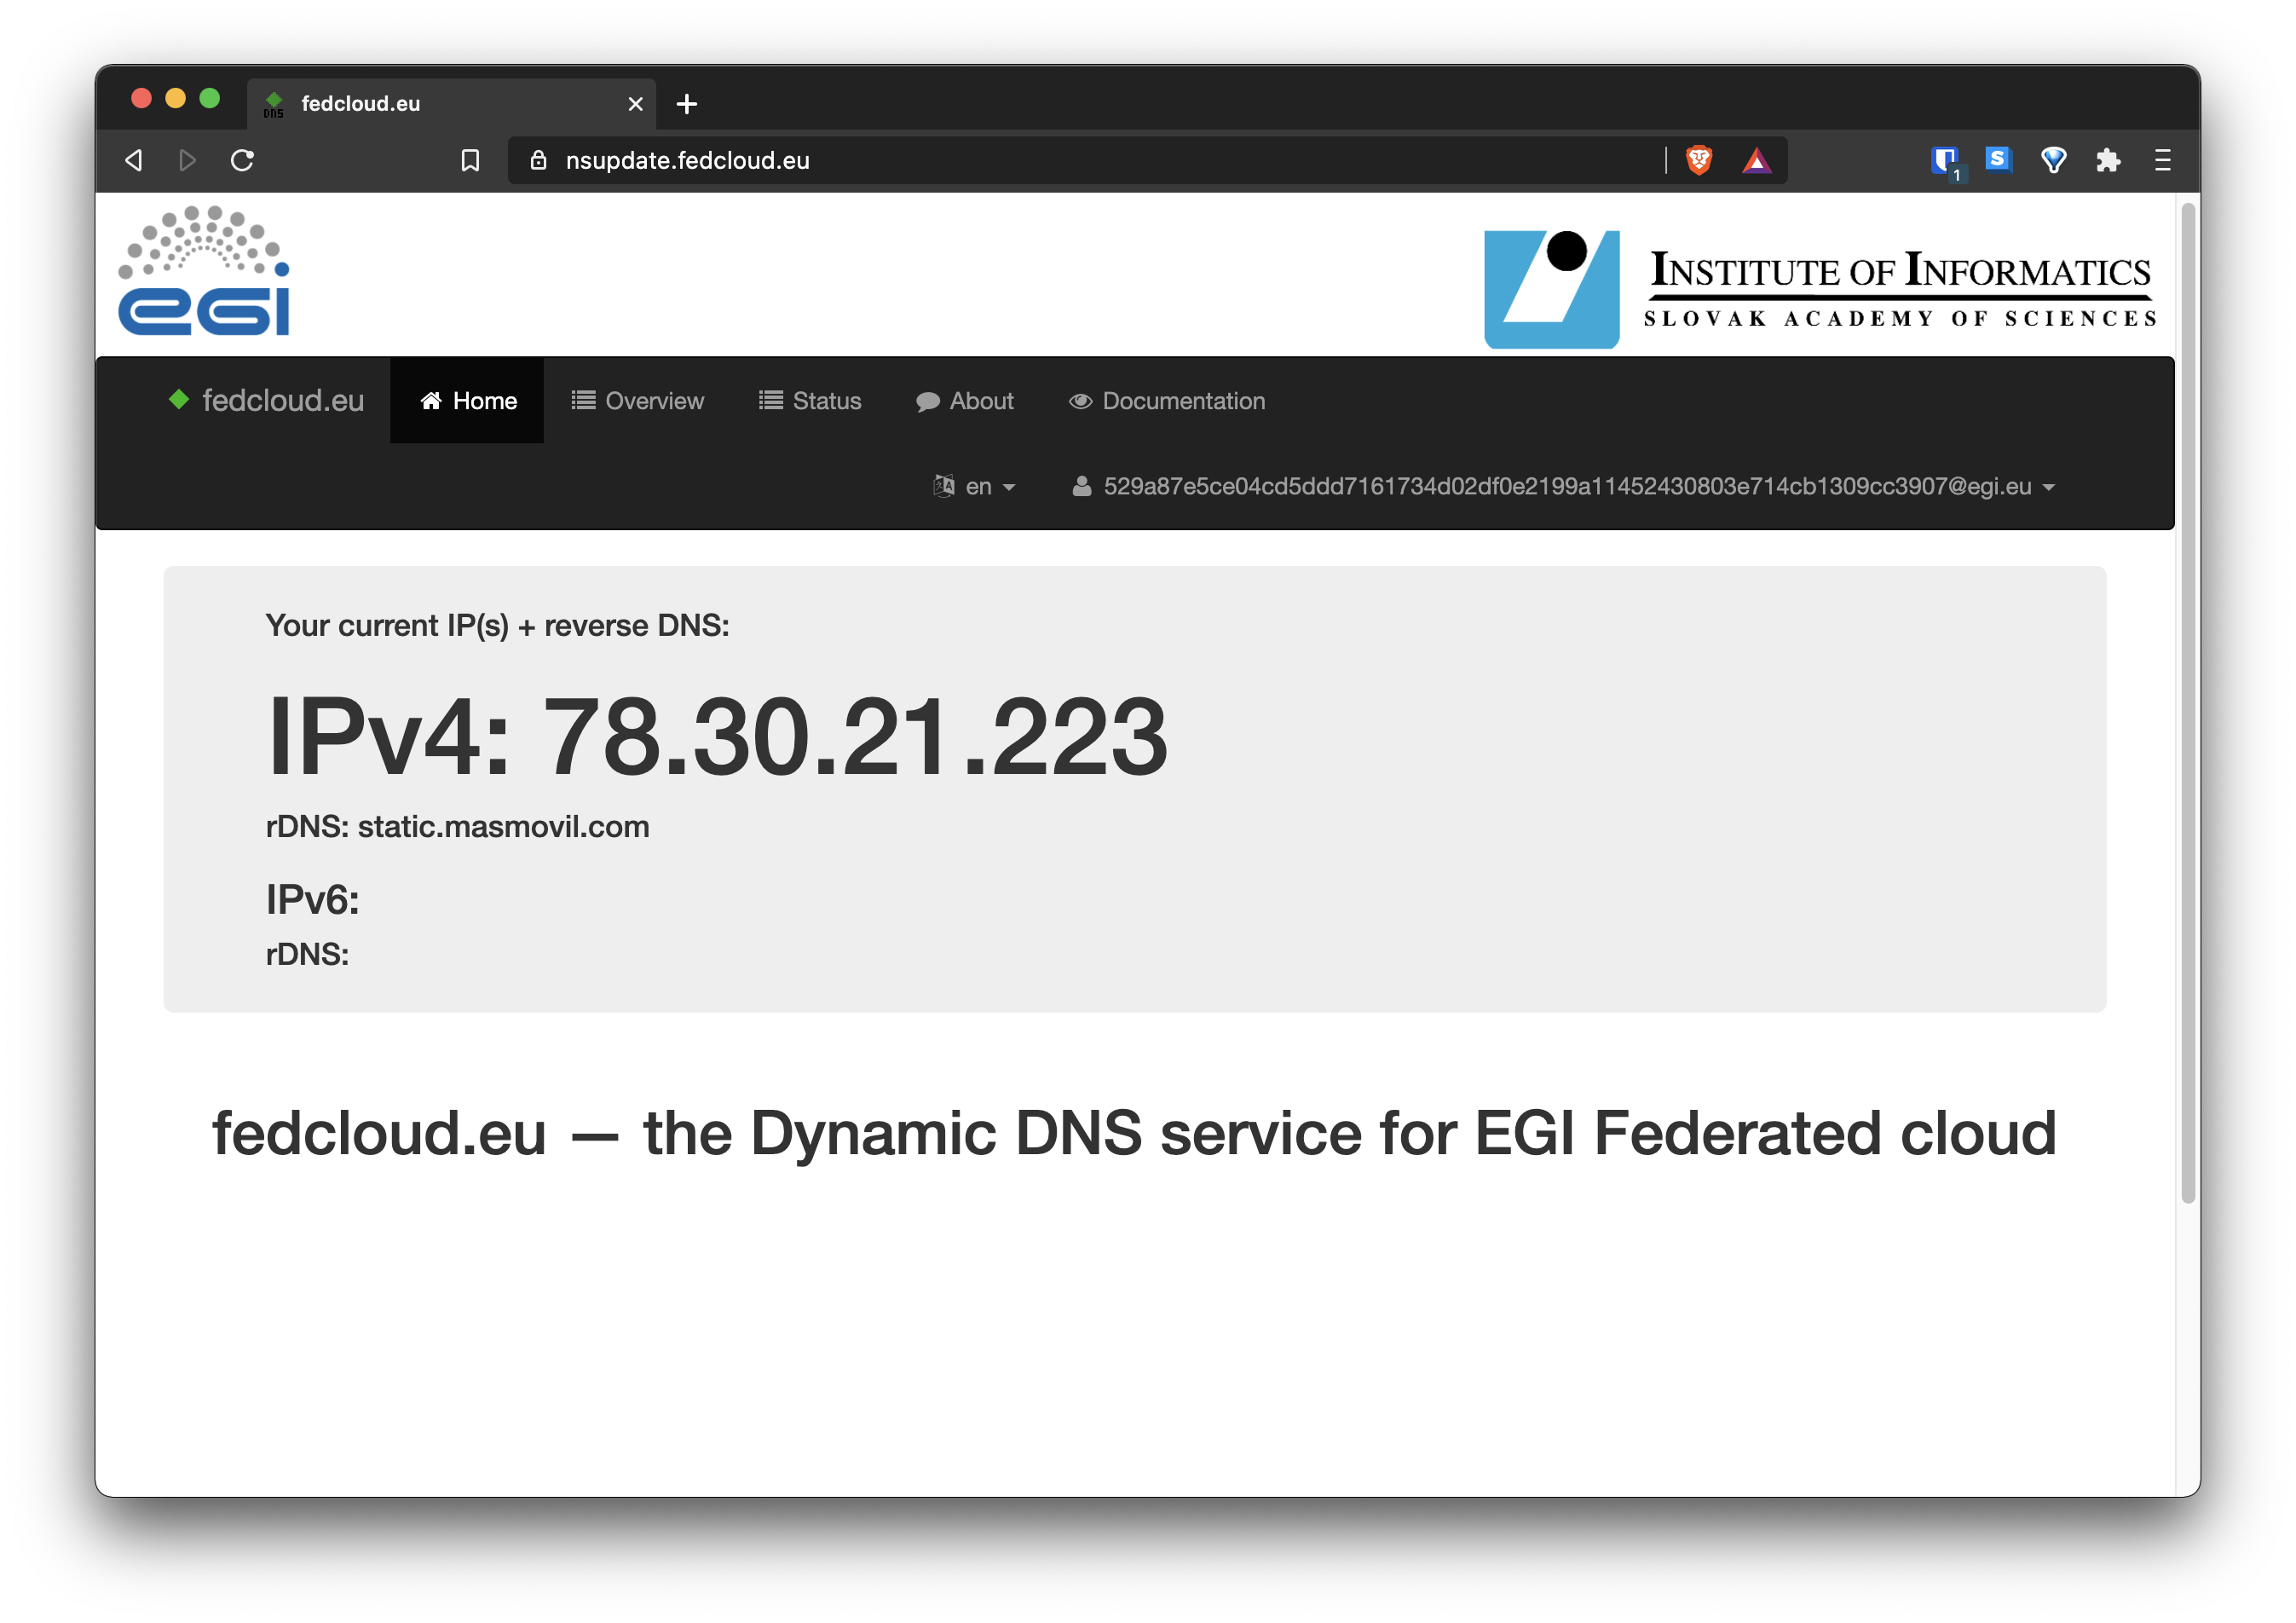 DNS
fedcloud.eu
nsupdate.fedcloud.eu
S
1
egi
INSTITUTE OF INFORMATICS
SLOVAK ACADEMY OF SCIENCES
fedcloud.eu Home Overview Status About Documentation
en 529a87e5ce04cd5ddd7161734d02df0e2199a11452430803e714cb1309cc3907@egi.eu
Your current IP(s) + reverse DNS:
IPv4: 78.30.21.223
rDNS: static.masmovil.com
IPv6:
rDNS:
fedcloud.eu — the Dynamic DNS service for EGI Federated cloud